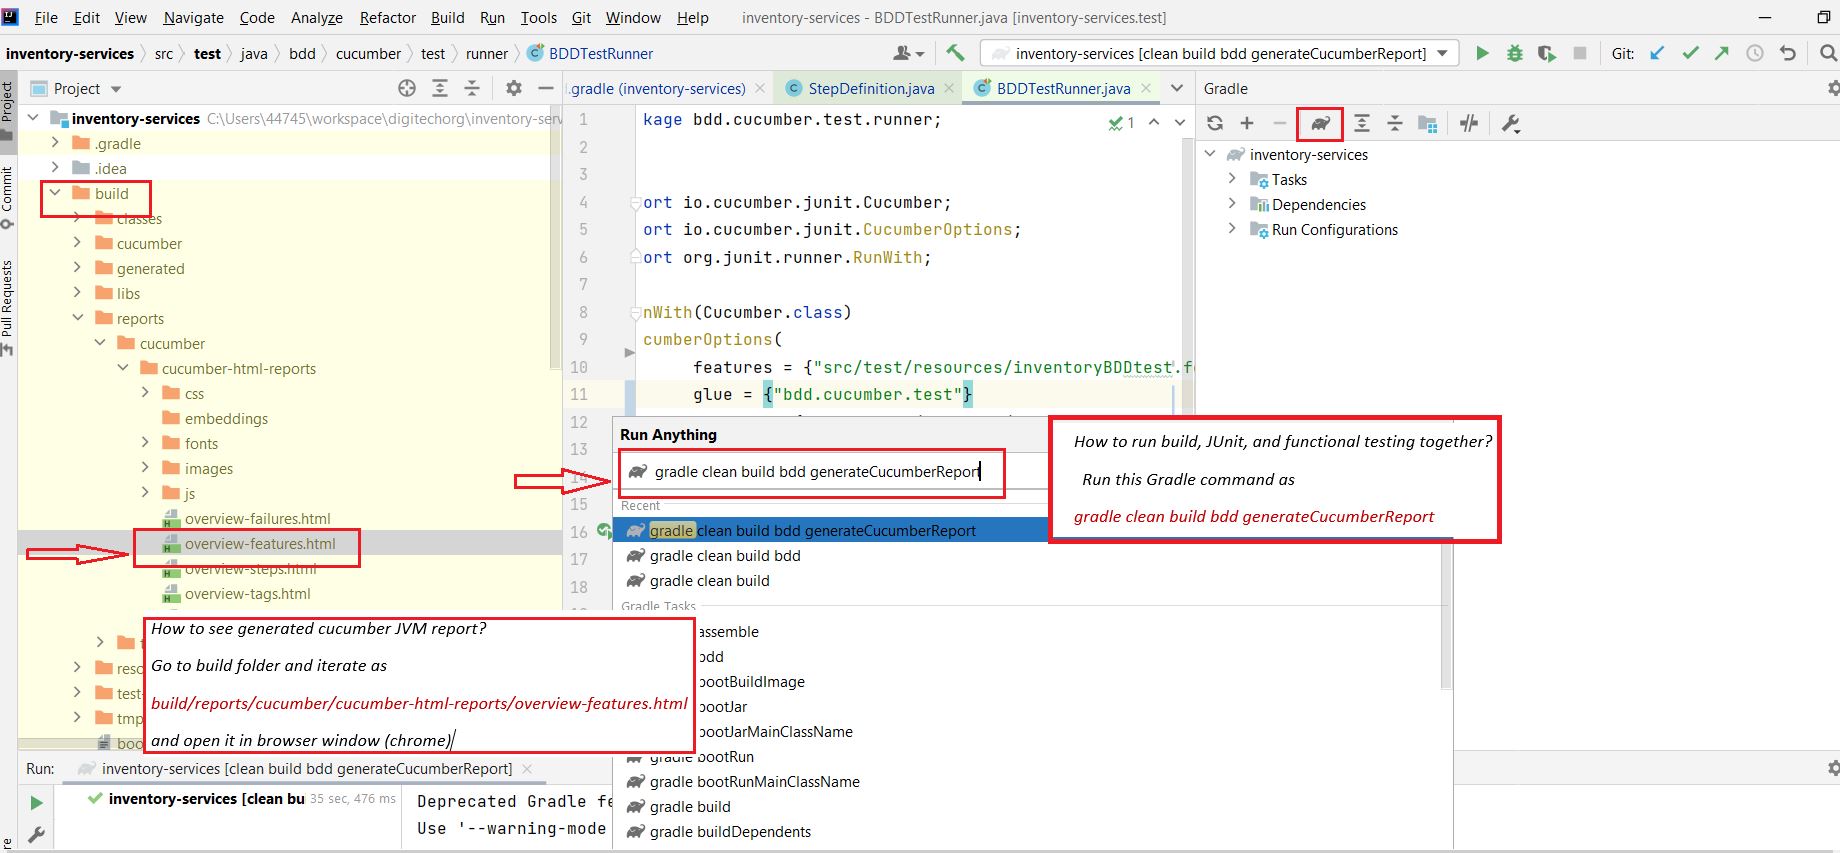 File Edit View Navigate Code Analyze Refactor Build Run Tools Git Window Help inventory-services - BDDTestRunner.java [inventory-services.test]
inventory-services src test java bdd cucumber test runner BDDTestRunner inventory-services [clean build bdd generateCucumberReport] Git:
Project
Commit
Pull Requests
Project
inventory-services C:\Users\44745\workspace\digitechorg\inventory-serv
.gradle
.idea
build
classes
cucumber
generated
libs
reports
cucumber
cucumber-html-reports
css
embeddings
fonts
images
js
overview-failures.html
overview-features.html
overview-steps.html
overview-tags.html
reso
test-
tmp
boo
.gradle (inventory-services) StepDefinition.java BDDTestRunner.java
1 kage bdd.cucumber.test.runner; 1
2
3
4 ort io.cucumber.junit.Cucumber;
5 ort io.cucumber.junit.CucumberOptions;
6 ort org.junit.runner.RunWith;
7
8 nWith(Cucumber.class)
9 cumberOptions(
10 features = {"src/test/resources/inventoryBDDtest.fe
11 glue = {"bdd.cucumber.test"}
12
13
14
15
16
17
18
Gradle
inventory-services
Tasks
Dependencies
Run Configurations
Run Anything
gradle clean build bdd generateCucumberReport
Recent
gradle clean build bdd generateCucumberReport
gradle clean build bdd
gradle clean build
Gradle Tasks
assemble
bdd
bootBuildImage
bootJar
bootJarMainClassName
gradle bootRun
gradle bootRunMainClassName
gradle build
gradle buildDependents
How to run build, JUnit, and functional testing together?
Run this Gradle command as
gradle clean build bdd generateCucumberReport
How to see generated cucumber JVM report?
Go to build folder and iterate as
build/reports/cucumber/cucumber-html-reports/overview-features.html
and open it in browser window (chrome)
Run: inventory-services [clean build bdd generateCucumberReport]
inventory-services [clean bu 35 sec, 476 ms
Deprecated Gradle fe
Use '--warning-mode